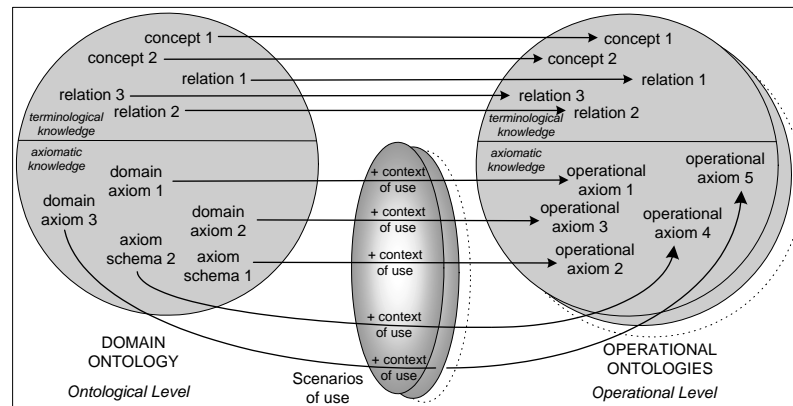 concept 1
concept 2
relation 1
relation 3
relation 2
terminological
knowledge
axiomatic
knowledge
domain
axiom 1
domain
axiom 3
domain
axiom 2
axiom
schema 2
axiom
schema 1
DOMAIN
ONTOLOGY
Ontological Level
+ context
of use
+ context
of use
+ context
of use
+ context
of use
+ context
of use
Scenarios
of use
concept 1
concept 2
relation 1
relation 3
relation 2
terminological
knowledge
axiomatic
knowledge
operational
axiom 5
operational
axiom 1
operational
axiom 3
operational
axiom 4
operational
axiom 2
OPERATIONAL
ONTOLOGIES
Operational Level